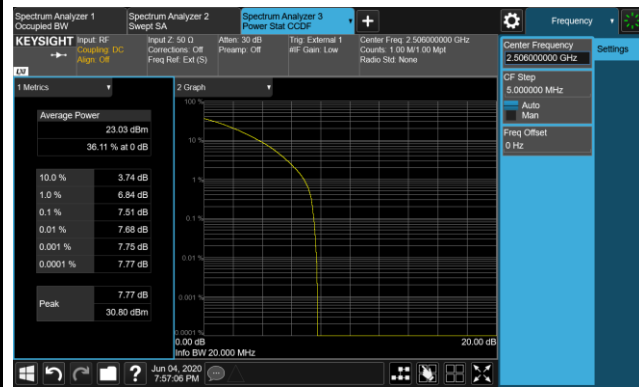 Spectrum Analyzer 1
Occupied BW
Spectrum Analyzer 2
Swept SA
Spectrum Analyzer 3
Power Stat CCDF
Frequency
KEYSIGHT
Input: RF
Coupling: DC
Align: Off
Input Z: 50 Ω
Corrections: Off
Freq Ref: Ext (S)
Atten: 30 dB
Preamp: Off
Trig: External 1
#IF Gain: Low
Center Freq: 2.506000000 GHz
Counts: 1.00 M/1.00 Mpt
Radio Std: None
LXI
Center Frequency
2.506000000 GHz
Settings
CF Step
5.000000 MHz
Auto
Man
Freq Offset
0 Hz
1 Metrics
Average Power
23.03 dBm
36.11 % at 0 dB
10.0 % 3.74 dB
1.0 % 6.84 dB
0.1 % 7.51 dB
0.01 % 7.68 dB
0.001 % 7.75 dB
0.0001 % 7.77 dB
Peak
7.77 dB
30.80 dBm
2 Graph
100 %
10 %
1 %
0.1 %
0.01 %
0.001 %
0.0001 %
0.00 dB
20.00 dB
Info BW 20.000 MHz
?
Jun 04, 2020
7:57:06 PM